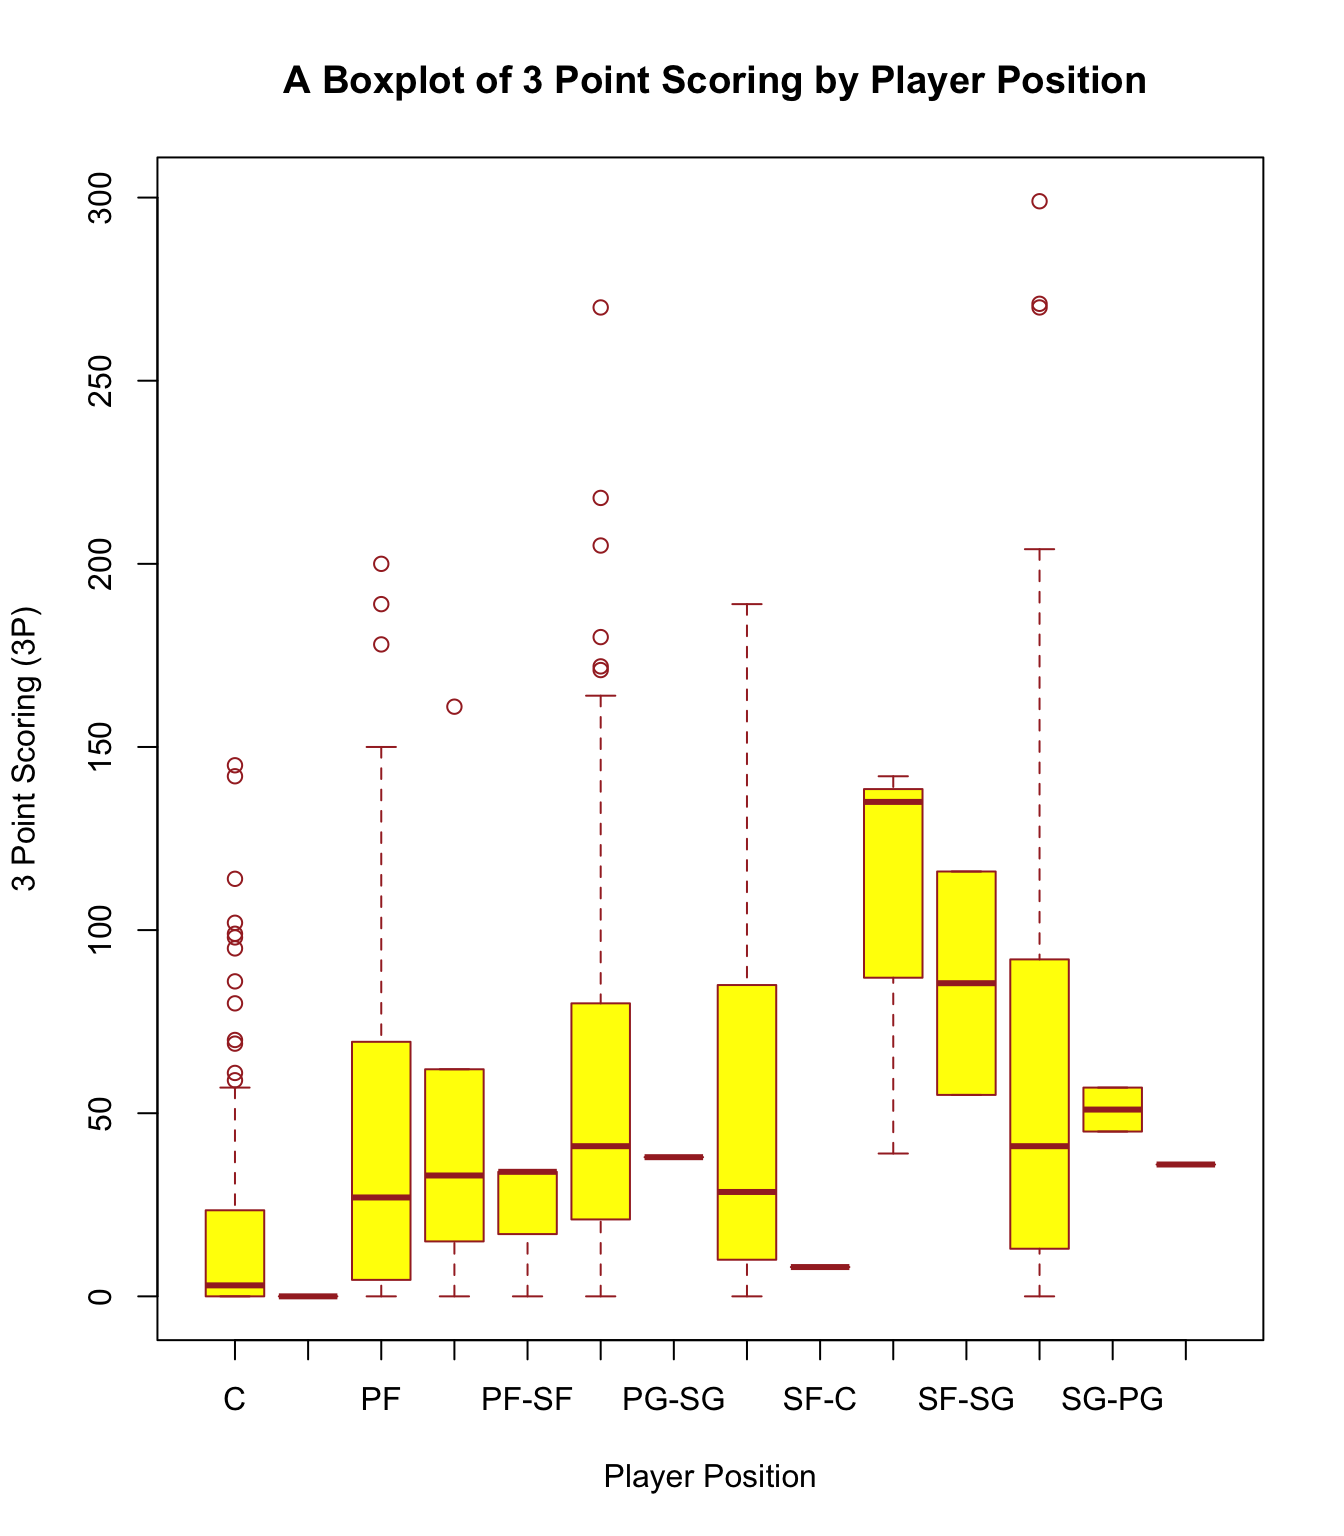 A Boxplot of 3 Point Scoring by Player Position
3 Point Scoring (3P)
300
250
200
150
100
50
0
C PF PF-SF PG-SG SF-C SF-SG SG-PG
Player Position